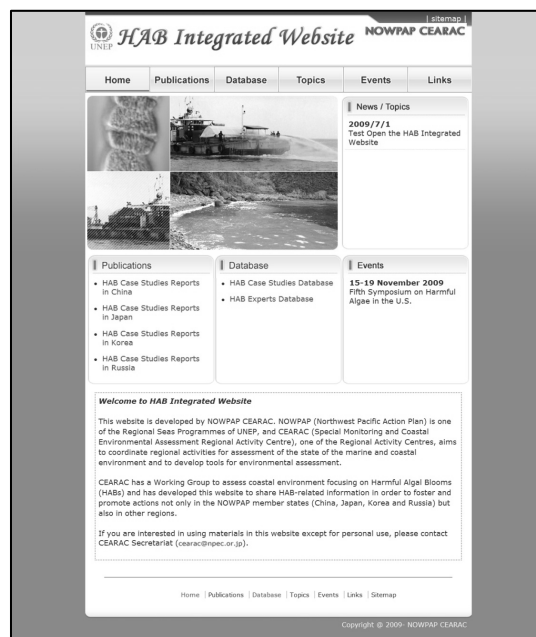 | sitemap |
UNEP
HAB Integrated Website
NOWPAP CEARAC
Home Publications Database Topics Events Links
News / Topics
2009/7/1
Test Open the HAB Integrated
Website
Publications
• HAB Case Studies Reports
in China
• HAB Case Studies Reports
in Japan
• HAB Case Studies Reports
in Korea
• HAB Case Studies Reports
in Russia
Database
• HAB Case Studies Database
• HAB Experts Database
Events
15-19 November 2009
Fifth Symposium on Harmful
Algae in the U.S.
Welcome to HAB Integrated Website
This website is developed by NOWPAP CEARAC. NOWPAP (Northwest Pacific Action Plan) is one
of the Regional Seas Programmes of UNEP, and CEARAC (Special Monitoring and Coastal
Environmental Assessment Regional Activity Centre), one of the Regional Activity Centres, aims
to coordinate regional activities for assessment of the state of the marine and coastal
environment and to develop tools for environmental assessment.
CEARAC has a Working Group to assess coastal environment focusing on Harmful Algal Blooms
(HABs) and has developed this website to share HAB-related information in order to foster and
promote actions not only in the NOWPAP member states (China, Japan, Korea and Russia) but
also in other regions.
If you are interested in using materials in this website except for personal use, please contact
CEARAC Secretariat (cearac@npec.or.jp).
Home | Publications | Database | Topics | Events | Links | Sitemap
Copyright @ 2009- NOWPAP CEARAC